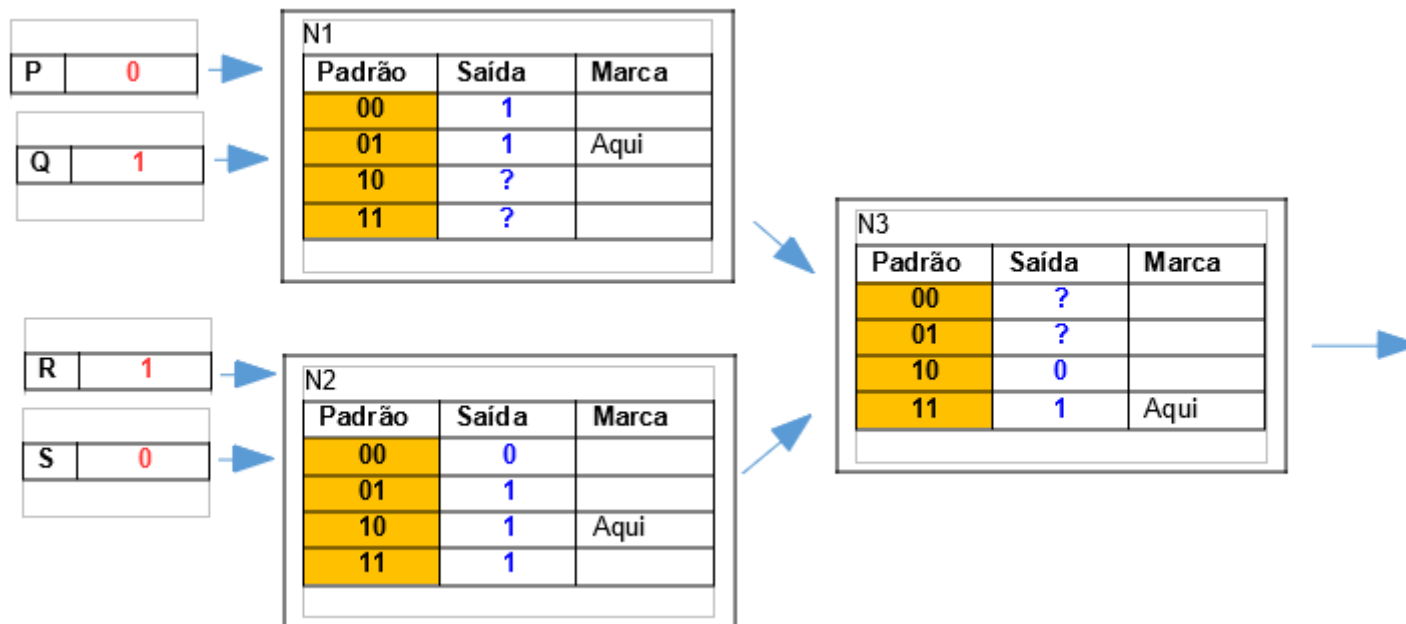 P 0
Q 1
N1
Padrão Saída Marca
00 1
01 1 Aqui
10 ?
11 ?
R 1
S 0
N2
Padrão Saída Marca
00 0
01 1
10 1 Aqui
11 1
N3
Padrão Saída Marca
00 ?
01 ?
10 0
11 1 Aqui